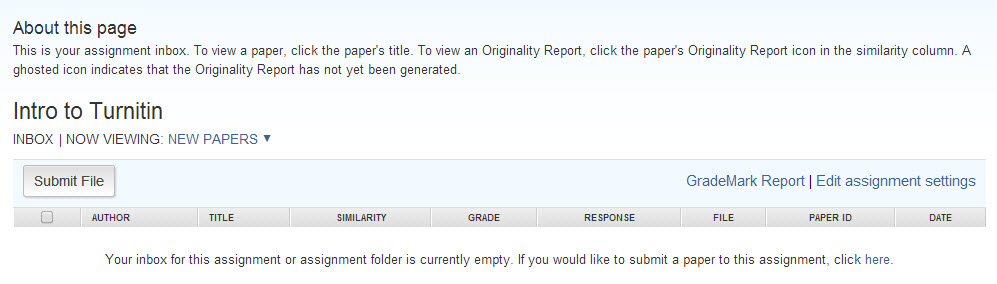 About this page
This is your assignment inbox. To view a paper, click the paper's title. To view an Originality Report, click the paper's Originality Report icon in the similarity column. A
ghosted icon indicates that the Originality Report has not yet been generated.
Intro to Turnitin
INBOX | NOW VIEWING: NEW PAPERS ▼
Submit File
GradeMark Report | Edit assignment settings
AUTHOR TITLE SIMILARITY GRADE RESPONSE FILE PAPER ID DATE
Your inbox for this assignment or assignment folder is currently empty. If you would like to submit a paper to this assignment, click here.